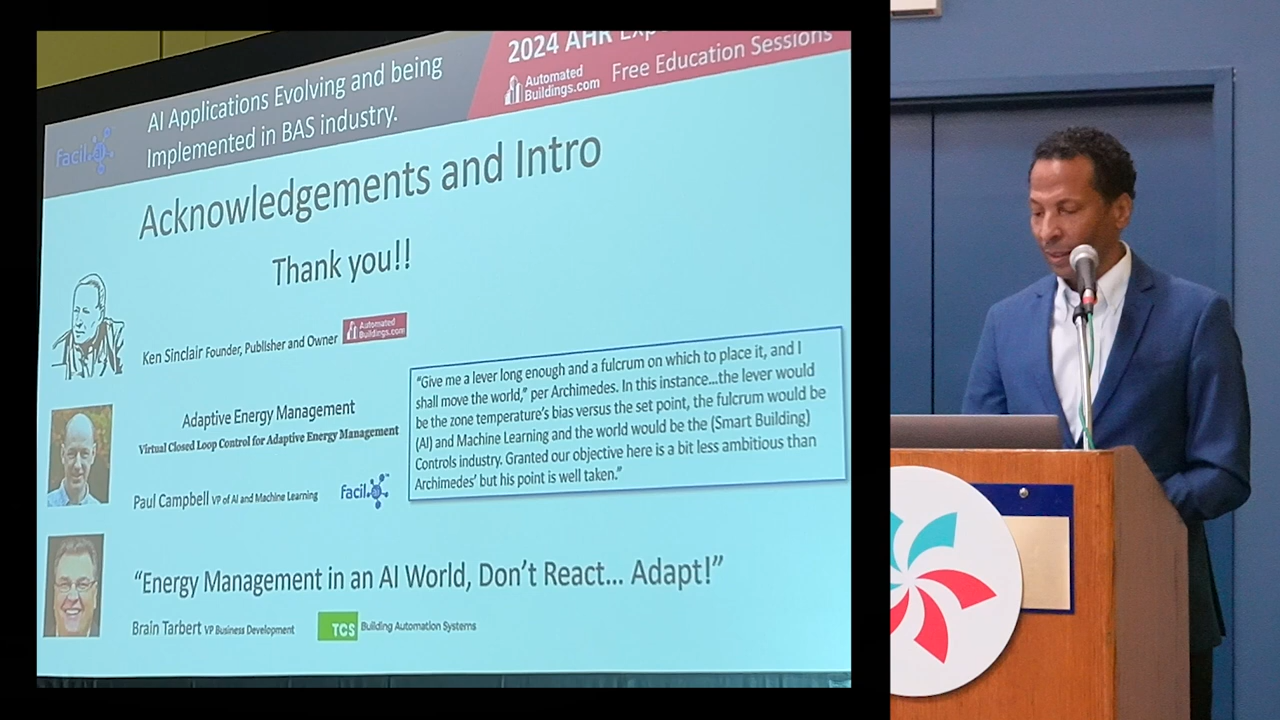 2024 AHR Exp
Automated
Buildings.com
Free Education Sessions
facil.ai
AI Applications Evolving and being
Implemented in BAS industry.
Acknowledgements and Intro
Thank you!!
Ken Sinclair Founder, Publisher and Owner
Automated
Buildings.com
Adaptive Energy Management
Virtual Closed Loop Control for Adaptive Energy Management
Paul Campbell VP of AI and Machine Learning
facil.ai
“Give me a lever long enough and a fulcrum on which to place it, and I
shall move the world,” per Archimedes. In this instance...the lever would
be the zone temperature’s bias versus the set point, the fulcrum would be
(AI) and Machine Learning and the world would be the (Smart Building)
Controls industry. Granted our objective here is a bit less ambitious than
Archimedes’ but his point is well taken.”
“Energy Management in an AI World, Don’t React... Adapt!”
Brain Tarbert VP Business Development
TCS Building Automation Systems